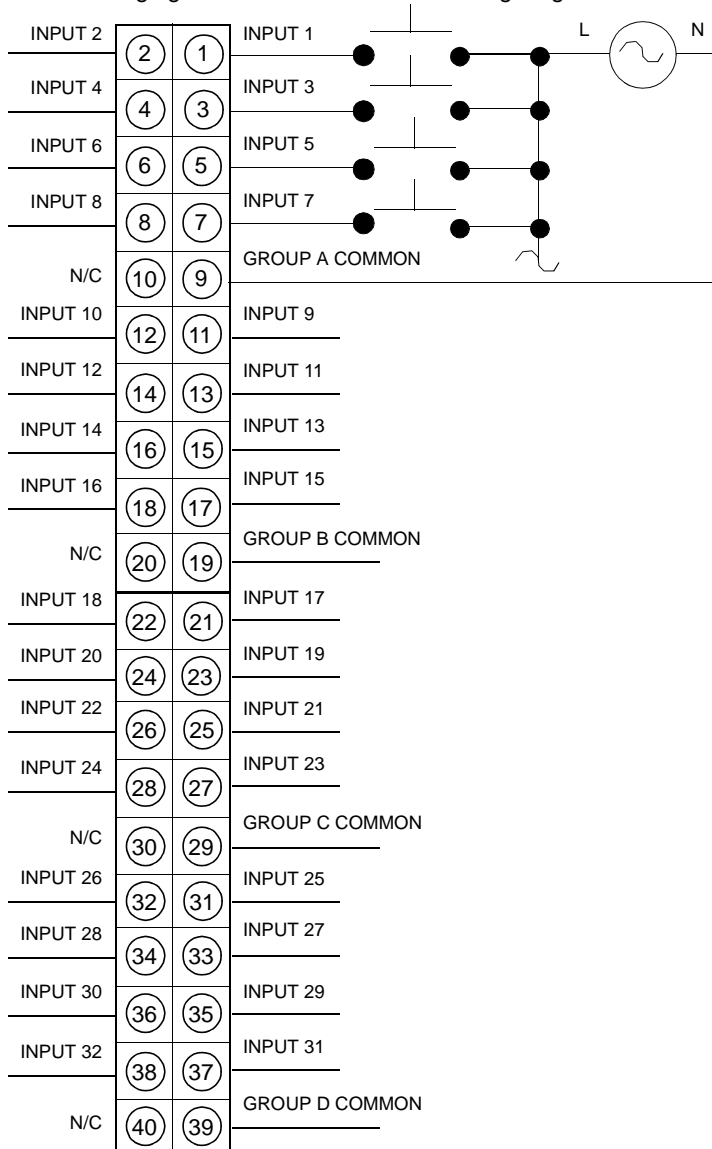 INPUT 2 2 1 INPUT 1 L N
INPUT 4 4 3 INPUT 3
INPUT 6 6 5 INPUT 5
INPUT 8 8 7 INPUT 7
N/C 10 9 GROUP A COMMON
INPUT 10 12 11 INPUT 9
INPUT 12 14 13 INPUT 11
INPUT 14 16 15 INPUT 13
INPUT 16 18 17 INPUT 15
N/C 20 19 GROUP B COMMON
INPUT 18 22 21 INPUT 17
INPUT 20 24 23 INPUT 19
INPUT 22 26 25 INPUT 21
INPUT 24 28 27 INPUT 23
N/C 30 29 GROUP C COMMON
INPUT 26 32 31 INPUT 25
INPUT 28 34 33 INPUT 27
INPUT 30 36 35 INPUT 29
INPUT 32 38 37 INPUT 31
N/C 40 39 GROUP D COMMON